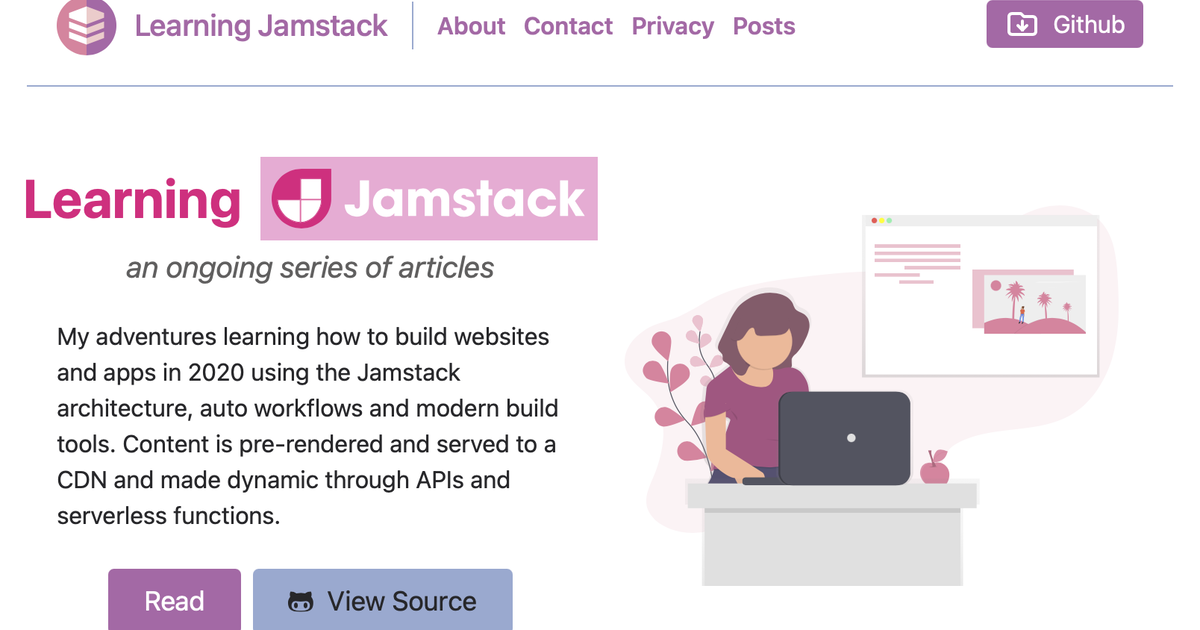 Learning Jamstack
About Contact Privacy Posts
Github
Learning Jamstack
an ongoing series of articles
My adventures learning how to build websites
and apps in 2020 using the Jamstack
architecture, auto workflows and modern build
tools. Content is pre-rendered and served to a
CDN and made dynamic through APIs and
serverless functions.
Read
View Source